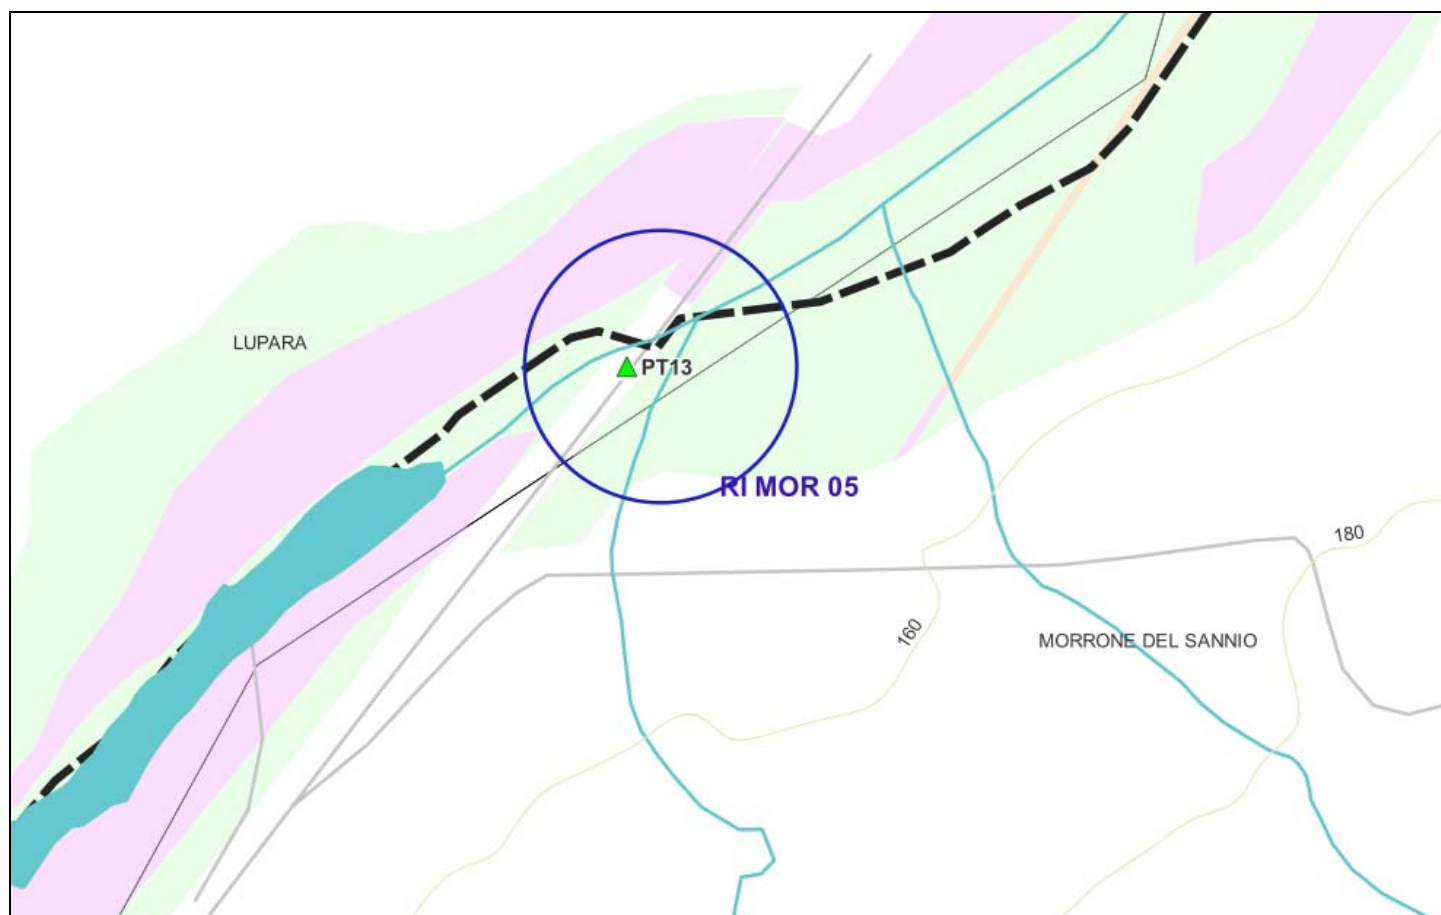 LUPARA
PT13
RI MOR 05
180
160
MORRONE DEL SANNIO